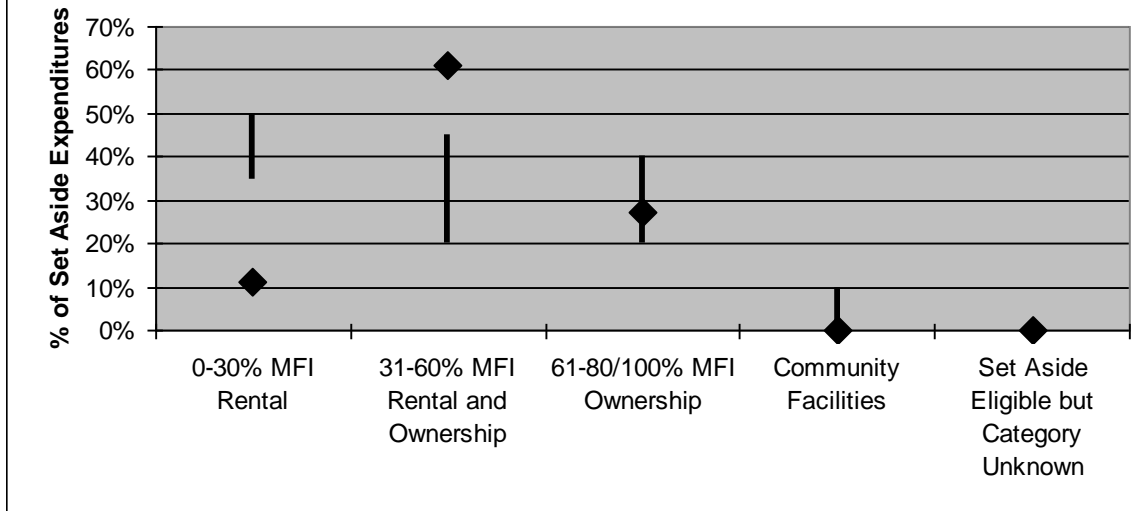 % of Set Aside Expenditures
70%
60%
50%
40%
30%
20%
10%
0%
0-30% MFI
Rental
31-60% MFI
Rental and
Ownership
61-80/100% MFI
Ownership
Community
Facilities
Set Aside
Eligible but
Category
Unknown